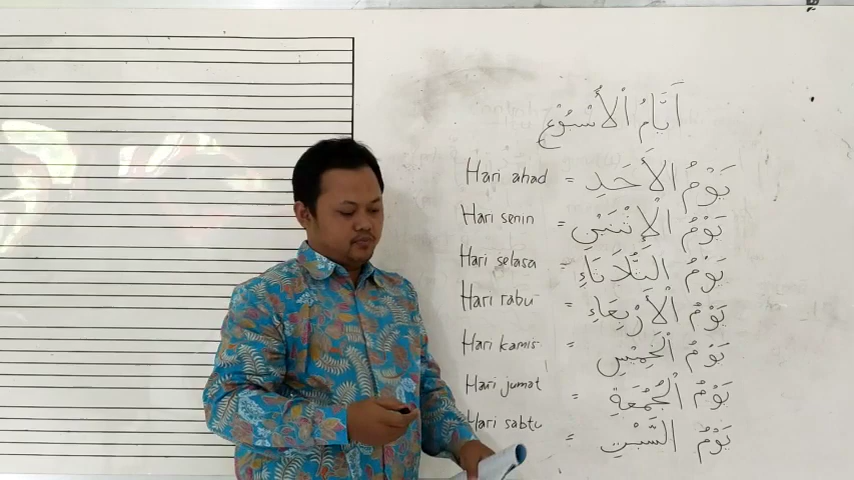 أَيَّامُ الْأُسْبُوْعِ
يَوْمُ الْأَحَدِ = Hari ahad
يَوْمُ الْإِثْنَيْنِ = Hari senin
يَوْمُ الثُّلَاثَاءِ = Hari selasa
يَوْمُ الْأَرْبِعَاءِ = Hari rabu
يَوْمُ الْخَمِيْسِ = Hari kamis
يَوْمُ الْجُمُعَةِ = Hari jumat
يَوْمُ السَّبْتِ = Hari sabtu